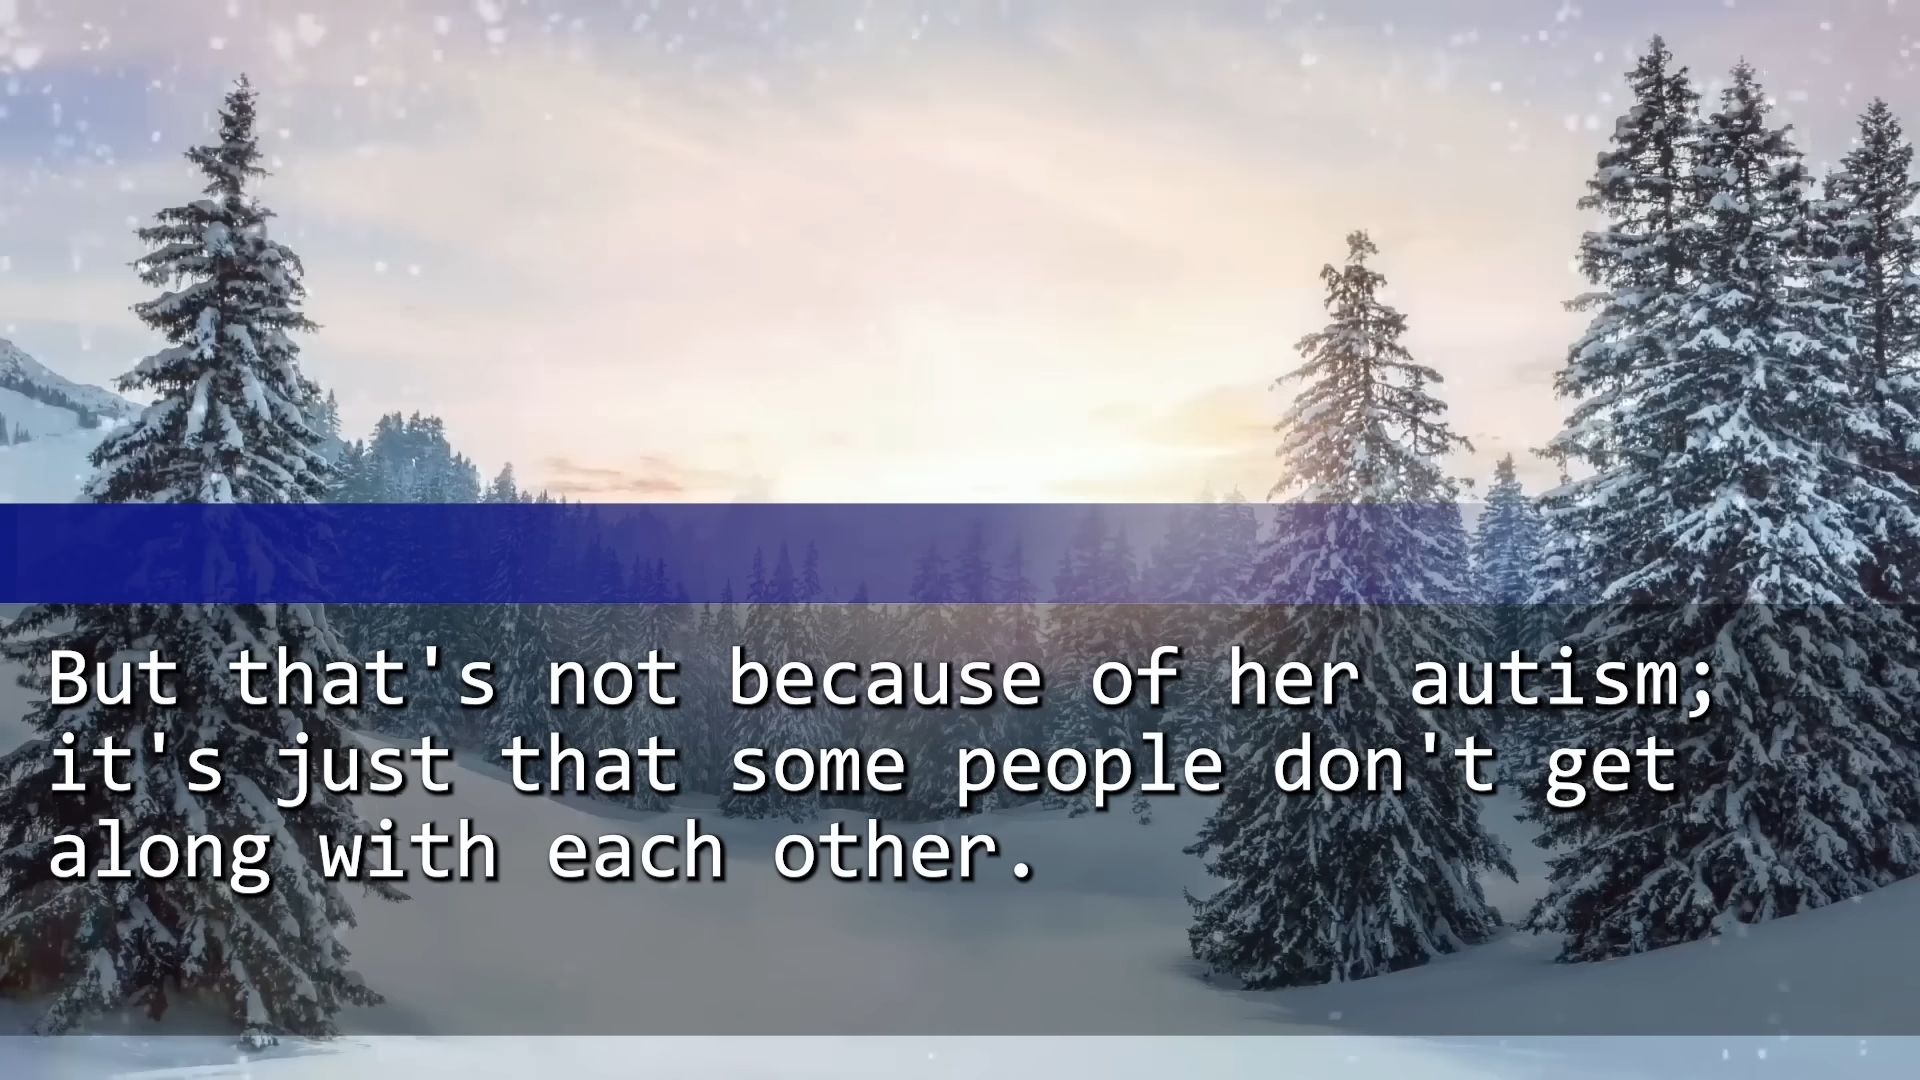 But that's not because of her autism;
it's just that some people don't get
along with each other.